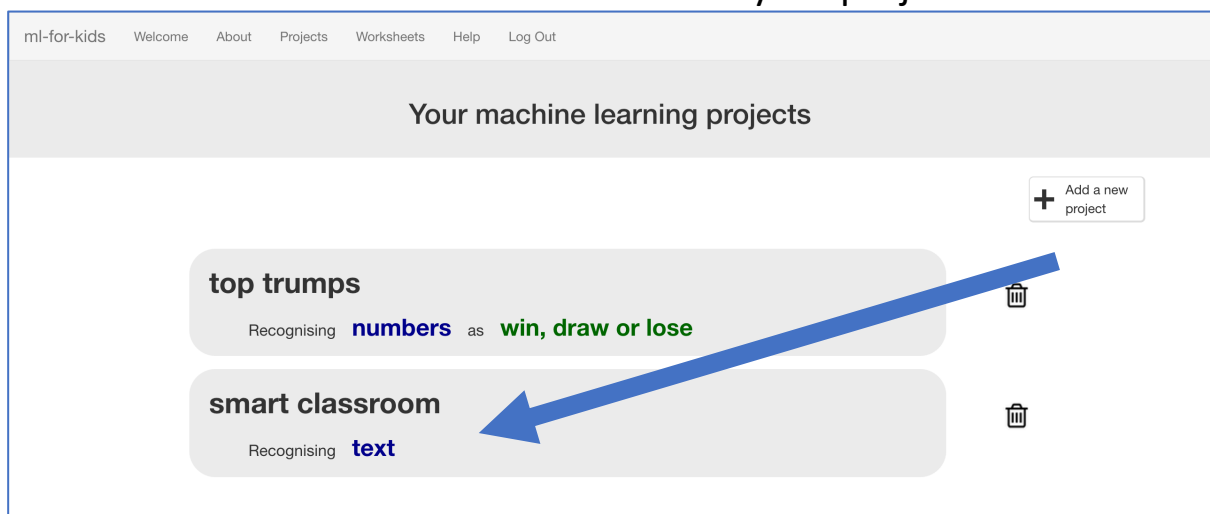 ml-for-kids Welcome About Projects Worksheets Help Log Out
Your machine learning projects
Add a new
project
top trumps
Recognising numbers as win, draw or lose
smart classroom
Recognising text